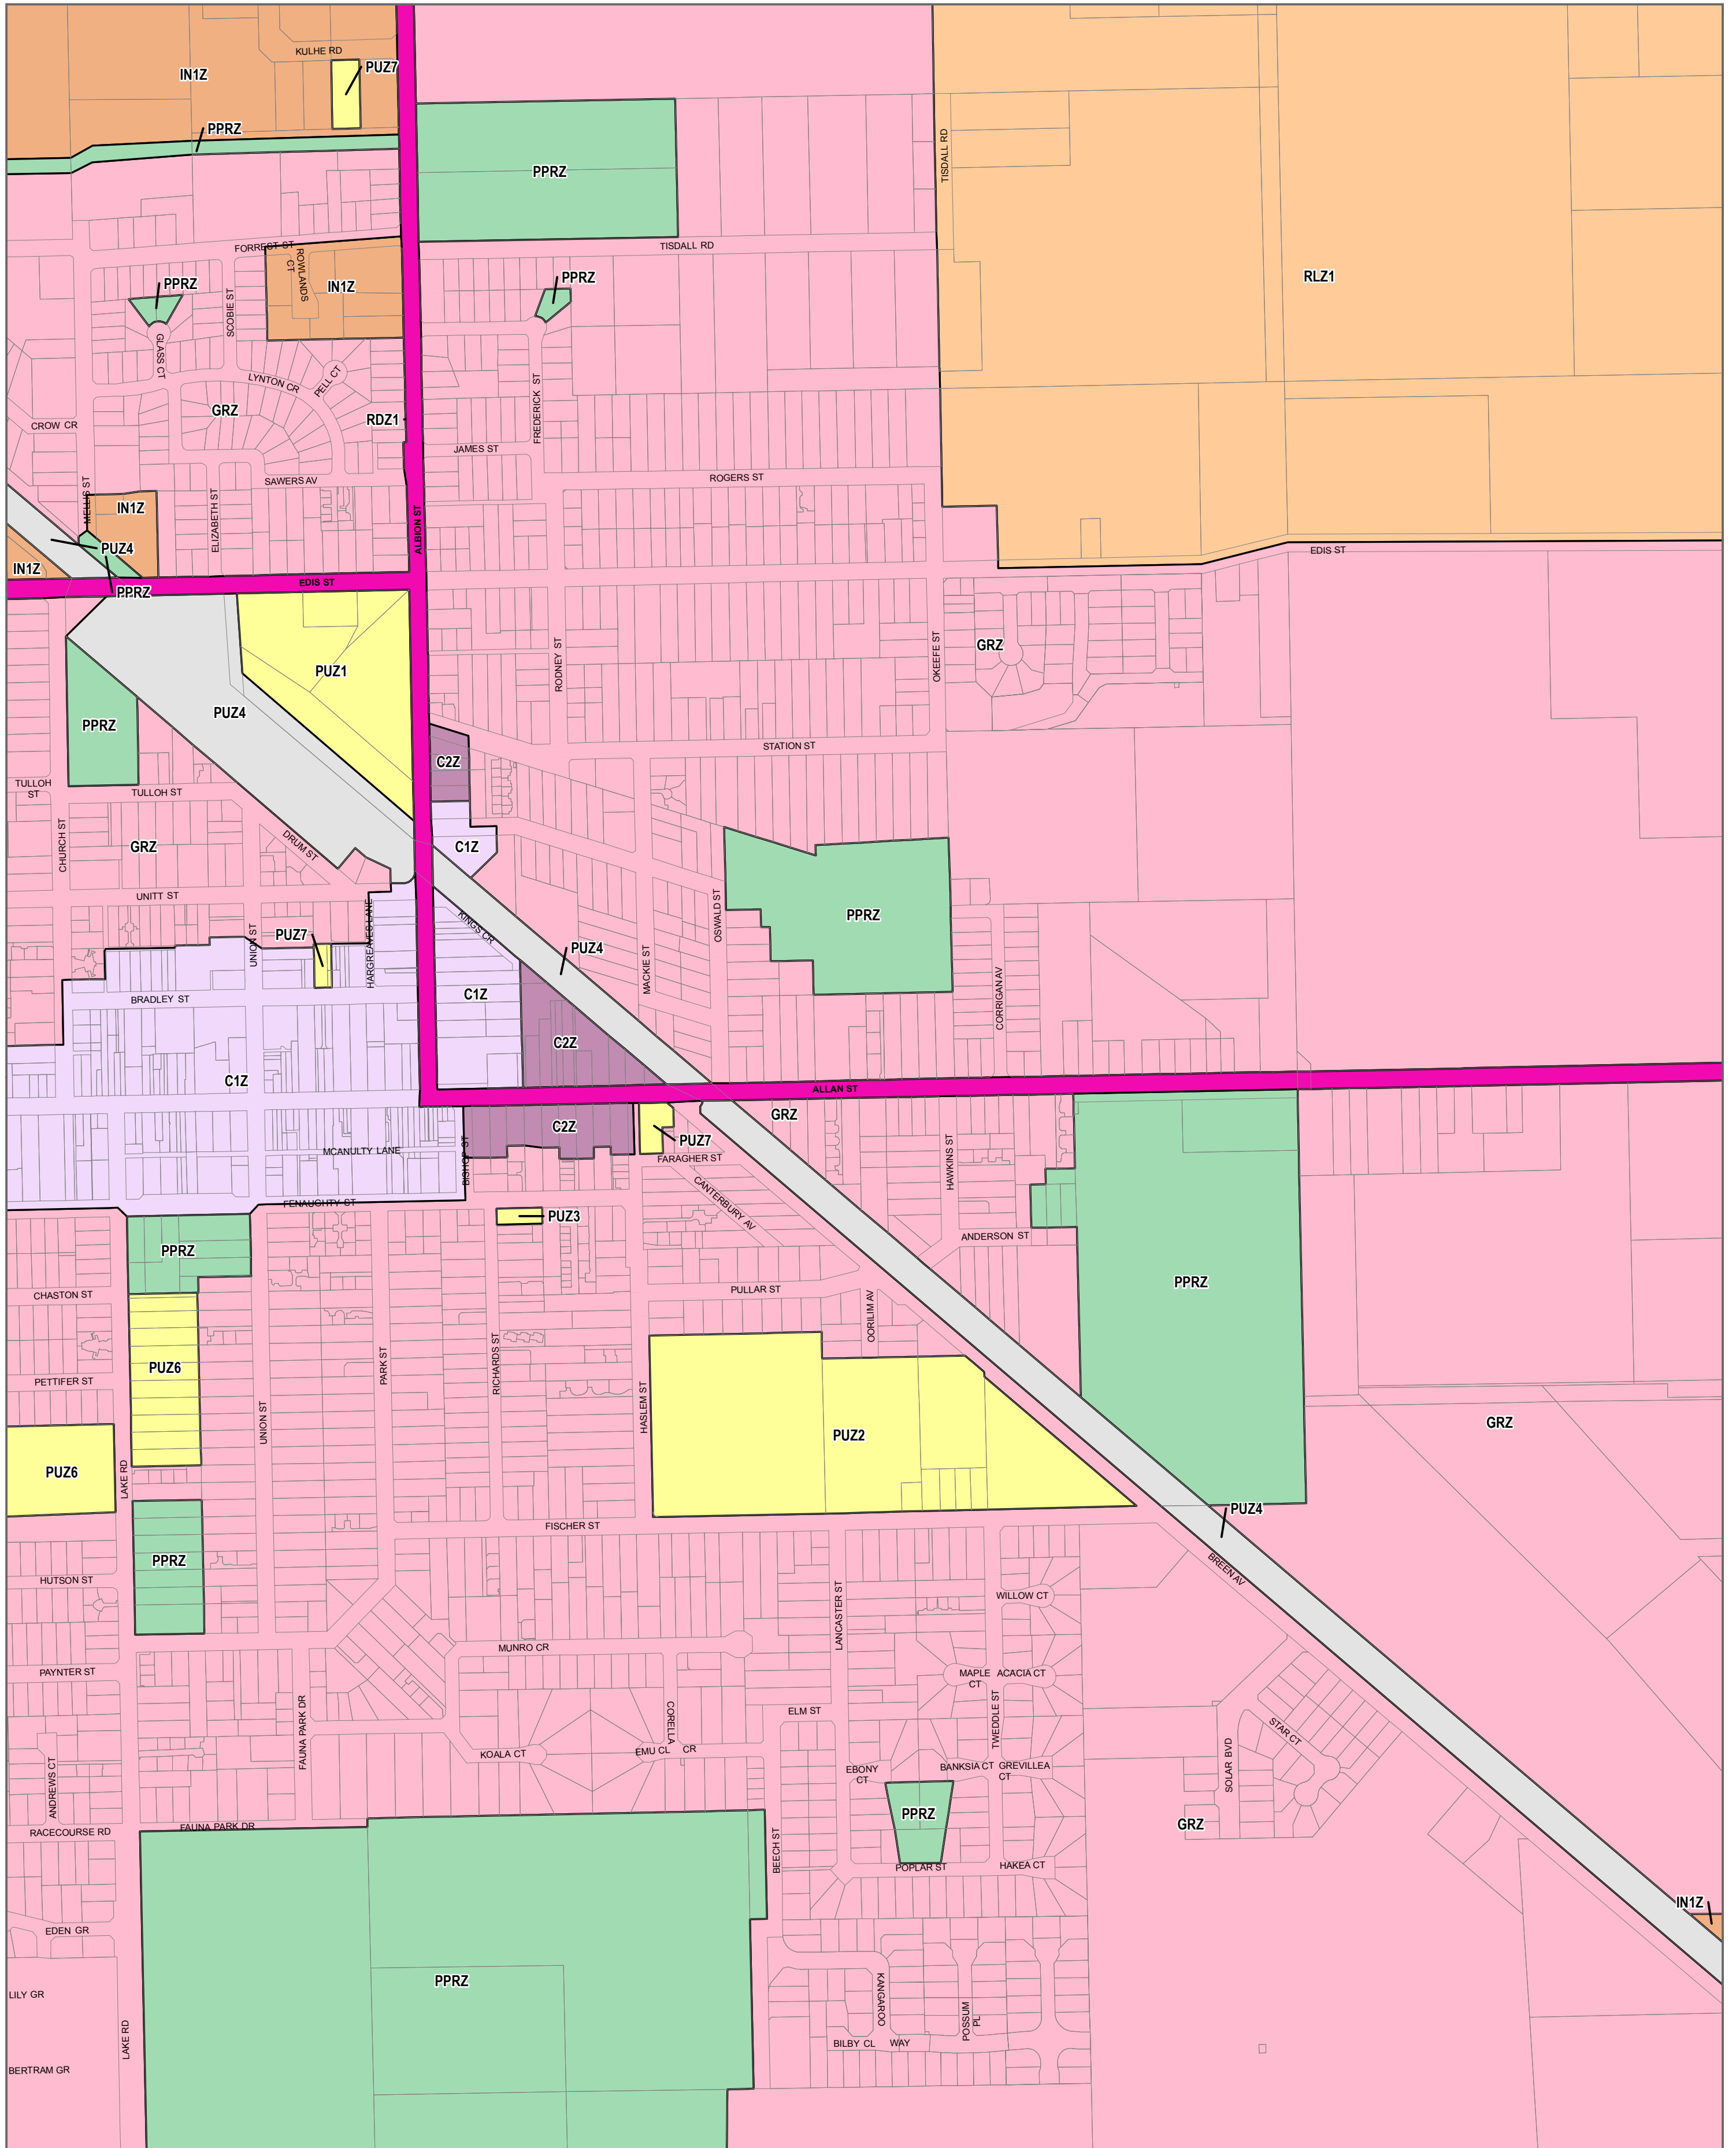 KULHE RD
PUZ7
IN1Z
PPRZ
PPRZ
TISDALL RD
FORREST ST
TISDALL RD
ROWLANDS
CT
PPRZ
PPRZ
RLZ1
IN1Z
SCOBIE ST
GLASS CT
LYNTON CR
PELL CT
FREDERICK ST
GRZ
RDZ1
CROW CR
JAMES ST
ROGERS ST
SAWERS AV
MELLIS ST
IN1Z
ELIZABETH ST
ALBION ST
PUZ4
IN1Z
EDIS ST
EDIS ST
PPRZ
RODNEY ST
OKEEFE ST
GRZ
PUZ1
PUZ4
PPRZ
STATION ST
C2Z
TULLOH
ST
TULLOH ST
CHURCH ST
GRZ
DRUM ST
C1Z
UNITT ST
OSWALD ST
PPRZ
KINGS CR
UNION ST
PUZ7
HARGREAVES LANE
PUZ4
MACKIE ST
BRADLEY ST
C1Z
CORRIGAN AV
C2Z
C1Z
ALLAN ST
GRZ
C2Z
PUZ7
MCANULTY LANE
BISHOP ST
FARAGHER ST
HAWKINS ST
CANTERBURY AV
FENAUGHTY ST
PUZ3
ANDERSON ST
PPRZ
PPRZ
CHASTON ST
PULLAR ST
OORILIM AV
PUZ6
PARK ST
RICHARDS ST
PETTIFER ST
HASLEM ST
UNION ST
GRZ
PUZ2
PUZ6
LAKE RD
PUZ4
FISCHER ST
PPRZ
BREEN AV
HUTSON ST
WILLOW CT
LANCASTER ST
MUNRO CR
PAYNTER ST
MAPLE
CT
ACACIA CT
FAUNA PARK DR
CORELLA
ELM ST
TWEDDLE ST
STAR CT
KOALA CT
EMU CL
CR
ANDREWS CT
EBONY
CT
BANKSIA CT
GREVILLEA
CT
SOLAR BVD
PPRZ
GRZ
RACECOURSE RD
FAUNA PARK DR
BEECH ST
POPLAR ST
HAKEA CT
IN1Z
EDEN GR
PPRZ
LILY GR
KANGAROO
POSSUM
PL
LAKE RD
BILBY CL
WAY
BERTRAM GR